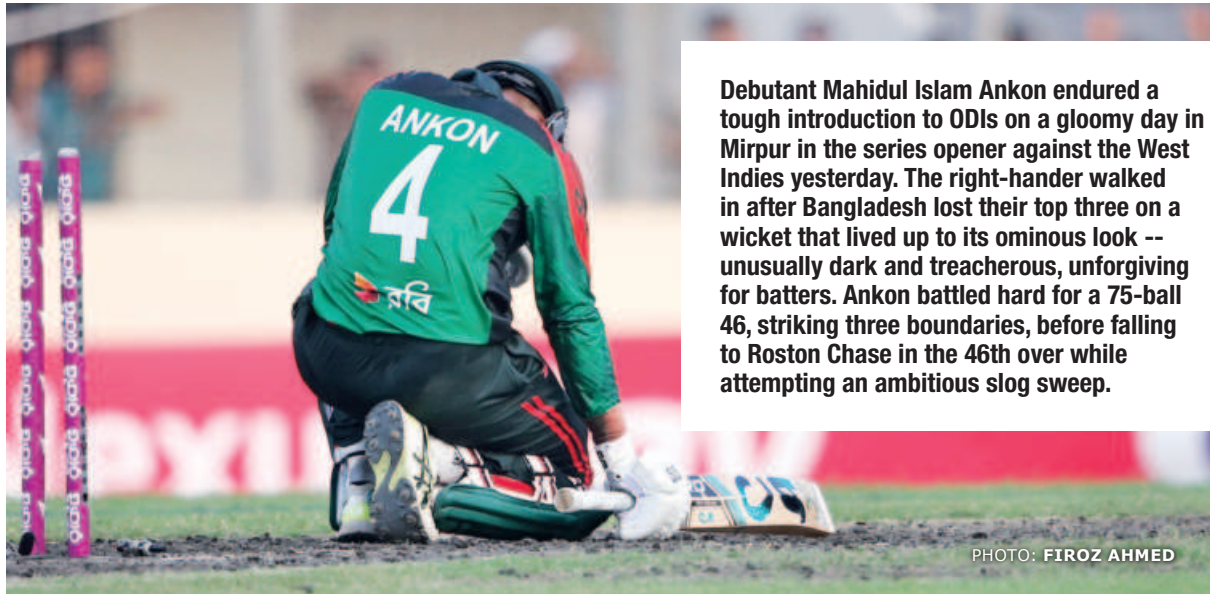 ANKON
4
রবি
Debutant Mahidul Islam Ankon endured a
tough introduction to ODIs on a gloomy day in
Mirpur in the series opener against the West
Indies yesterday. The right-hander walked
in after Bangladesh lost their top three on a
wicket that lived up to its ominous look --
unusually dark and treacherous, unforgiving
for batters. Ankon battled hard for a 75-ball
46, striking three boundaries, before falling
to Roston Chase in the 46th over while
attempting an ambitious slog sweep.
PHOTO: FIROZ AHMED